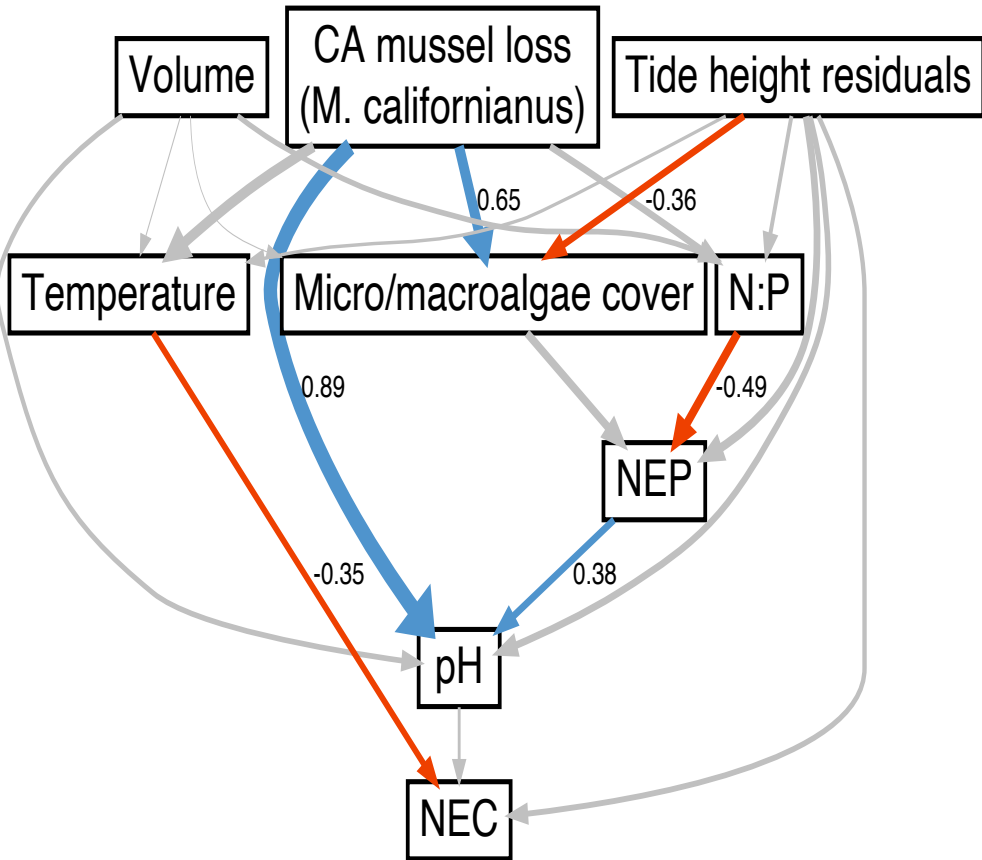 Volume
CA mussel loss
(M. californianus)
Tide height residuals
0.65
-0.36
Temperature
Micro/macroalgae cover
N:P
0.89
-0.49
NEP
-0.35
0.38
pH
NEC